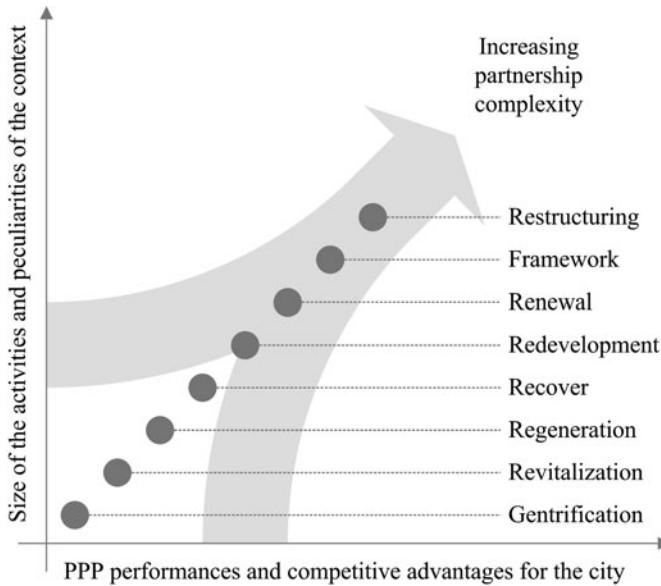 Size of the activities and peculiarities of the context
Increasing
partnership
complexity
Restructuring
Framework
Renewal
Redevelopment
Recover
Regeneration
Revitalization
Gentrification
PPP performances and competitive advantages for the city